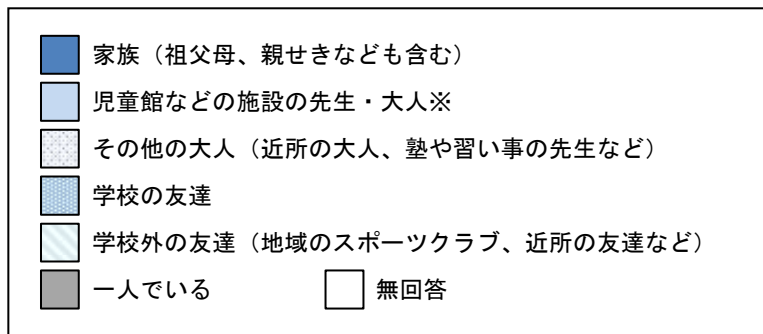 家族（祖父母、親せきなども含む）
児童館などの施設の先生・大人※
その他の大人（近所の大人、塾や習い事の先生など）
学校の友達
学校外の友達（地域のスポーツクラブ、近所の友達など）
一人でいる 無回答